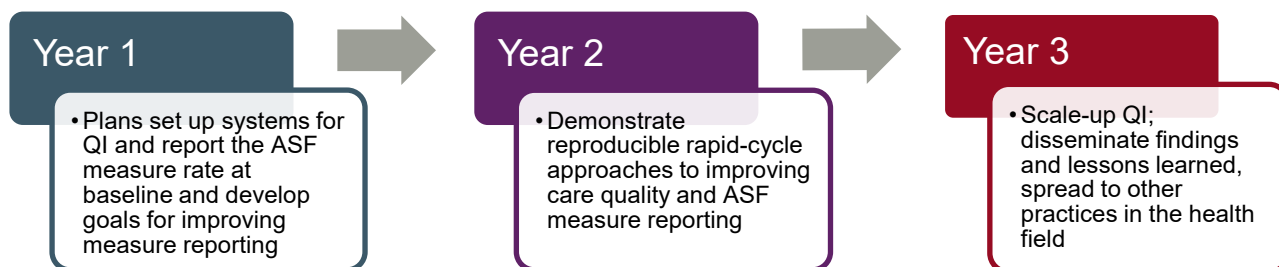 Year 1
• Plans set up systems for
QI and report the ASF
measure rate at
baseline and develop
goals for improving
measure reporting
Year 2
• Demonstrate
reproducible rapid-cycle
approaches to improving
care quality and ASF
measure reporting
Year 3
• Scale-up QI;
disseminate findings
and lessons learned,
spread to other
practices in the health
field